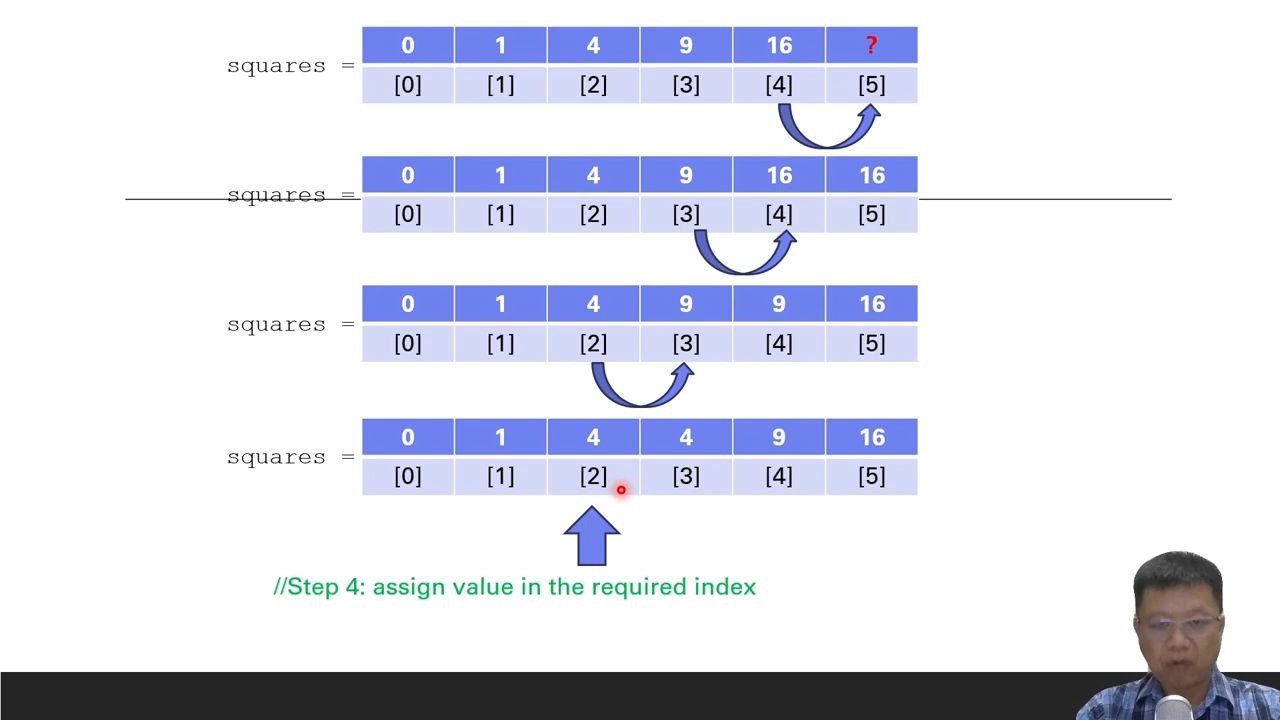 0 1 4 9 16 ?
squares =
[0] [1] [2] [3] [4] [5]
0 1 4 9 16 16
squares =
[0] [1] [2] [3] [4] [5]
0 1 4 9 9 16
squares =
[0] [1] [2] [3] [4] [5]
0 1 4 4 9 16
squares =
[0] [1] [2] [3] [4] [5]
//Step 4: assign value in the required index